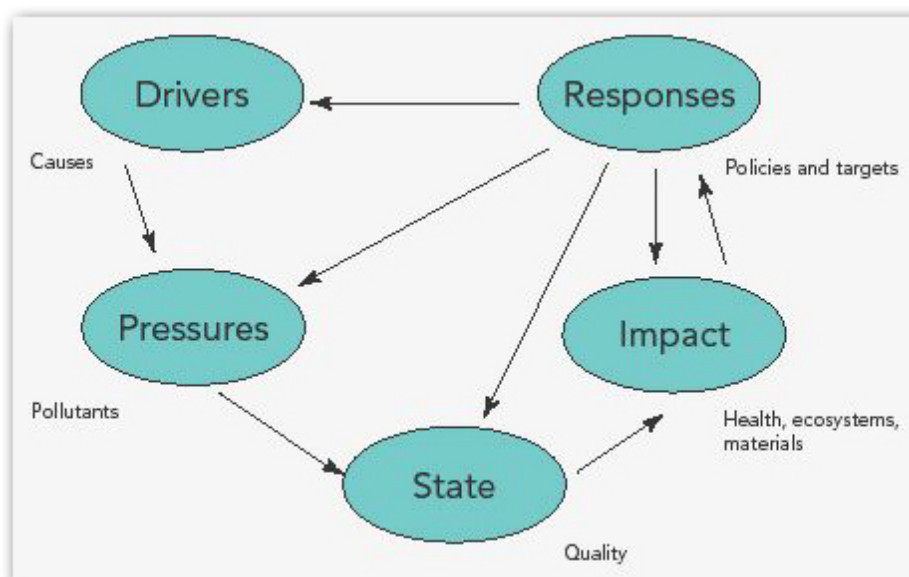 Drivers
Responses
Causes
Policies and targets
Pressures
Impact
Pollutants
Health, ecosystems,
materials
State
Quality